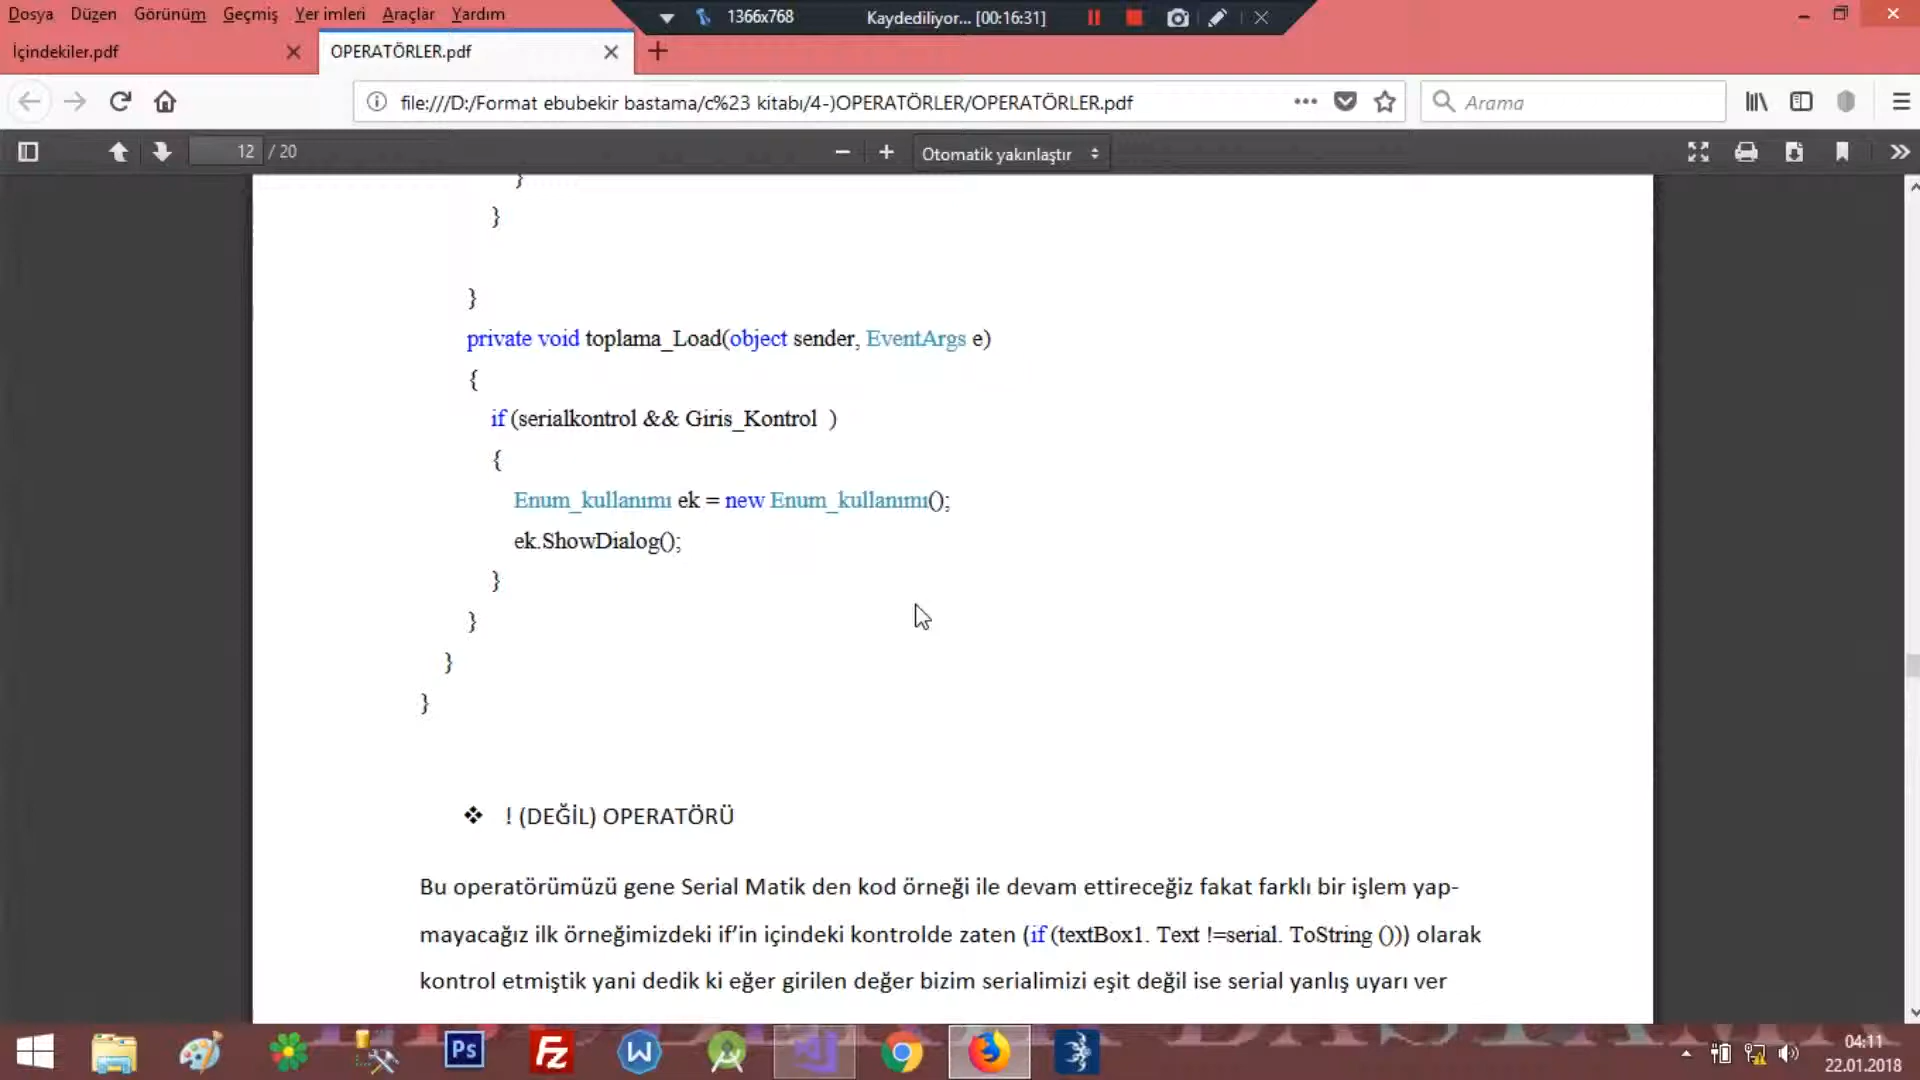 Dosya Düzen Görünüm Geçmiş Yer imleri Araçlar Yardım
1366x768
Kaydediliyor... [00:16:31]
İçindekiler.pdf
OPERATÖRLER.pdf
file:///D:/Format ebubekir bastama/c%23 kitabı/4-)OPERATÖRLER/OPERATÖRLER.pdf
Arama
12 / 20
Otomatik yakınlaştır
}
}
}
private void toplama_Load(object sender, EventArgs e)
{
if (serialkontrol && Giris_Kontrol )
{
Enum_kullanımı ek = new Enum_kullanımı();
ek.ShowDialog();
}
}
}
}
❖ ! (DEĞİL) OPERATÖRÜ
Bu operatörümüzü gene Serial Matik den kod örneği ile devam ettireceğiz fakat farklı bir işlem yap-
mayacağız ilk örneğimizdeki if’in içindeki kontrolde zaten (if (textBox1. Text !=serial. ToString ())) olarak
kontrol etmiştik yani dedik ki eğer girilen değer bizim serialimizi eşit değil ise serial yanlış uyarı ver
Ps
04:11
22.01.2018